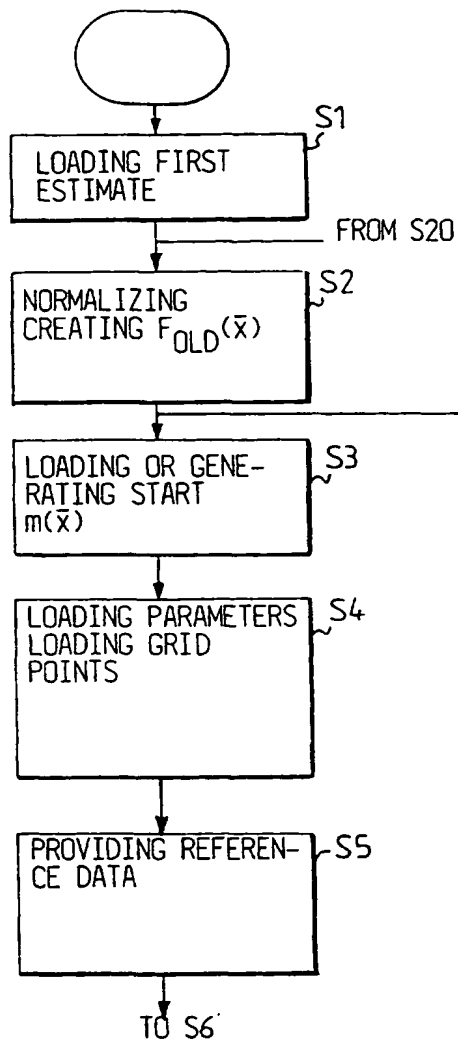 S1
LOADING FIRST
ESTIMATE
FROM S20
S2
NORMALIZING
CREATING F_OLD(x̄)
S3
LOADING OR GENE-
RATING START
m(x̄)
S4
LOADING PARAMETERS
LOADING GRID
POINTS
S5
PROVIDING REFEREN-
CE DATA
TO S6